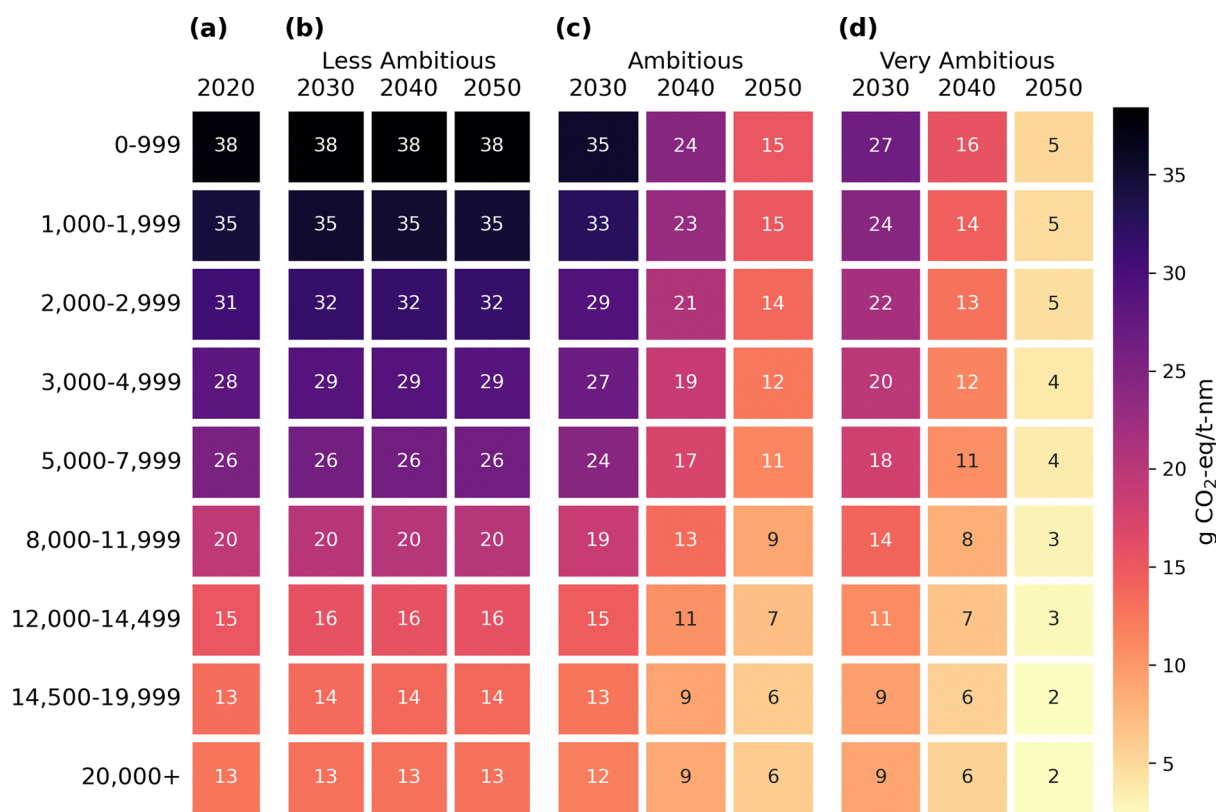 (a) (b) (c) (d)
Less Ambitious Ambitious Very Ambitious
2020 2030 2040 2050 2030 2040 2050 2030 2040 2050
0-999 38 38 38 38 35 24 15 27 16 5
1,000-1,999 35 35 35 35 33 23 15 24 14 5
2,000-2,999 31 32 32 32 29 21 14 22 13 5
3,000-4,999 28 29 29 29 27 19 12 20 12 4
5,000-7,999 26 26 26 26 24 17 11 18 11 4
8,000-11,999 20 20 20 20 19 13 9 14 8 3
12,000-14,499 15 16 16 16 15 11 7 11 7 3
14,500-19,999 13 14 14 14 13 9 6 9 6 2
20,000+ 13 13 13 13 12 9 6 9 6 2
35
30
25
20
15
10
5
g CO₂-eq/t-nm